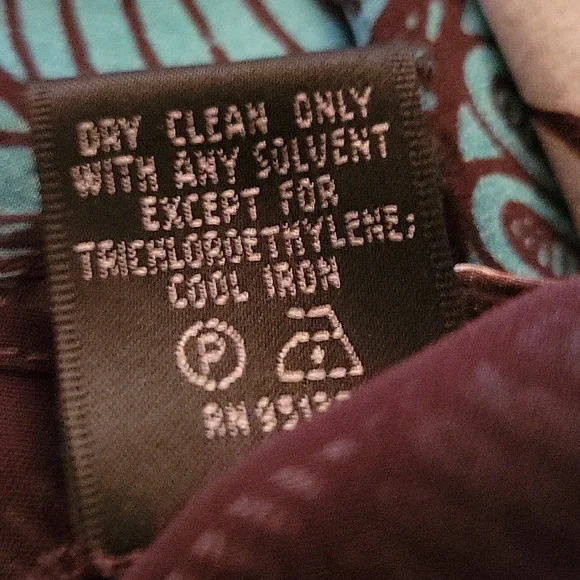 DRY CLEAN ONLY
WITH ANY SOLVENT
EXCEPT FOR
TRICHLOROETHYLENE;
COOL IRON
P